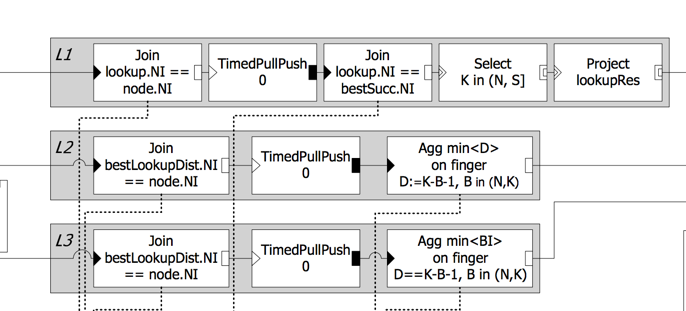 L1
Join
lookup.NI ==
node.NI
TimedPullPush
0
Join
lookup.NI ==
bestSucc.NI
Select
K in (N, S]
Project
lookupRes
L2
Join
bestLookupDist.NI
== node.NI
TimedPullPush
0
Agg min<D>
on finger
D:=K-B-1, B in (N,K)
L3
Join
bestLookupDist.NI
== node.NI
TimedPullPush
0
Agg min<BI>
on finger
D==K-B-1, B in (N,K)